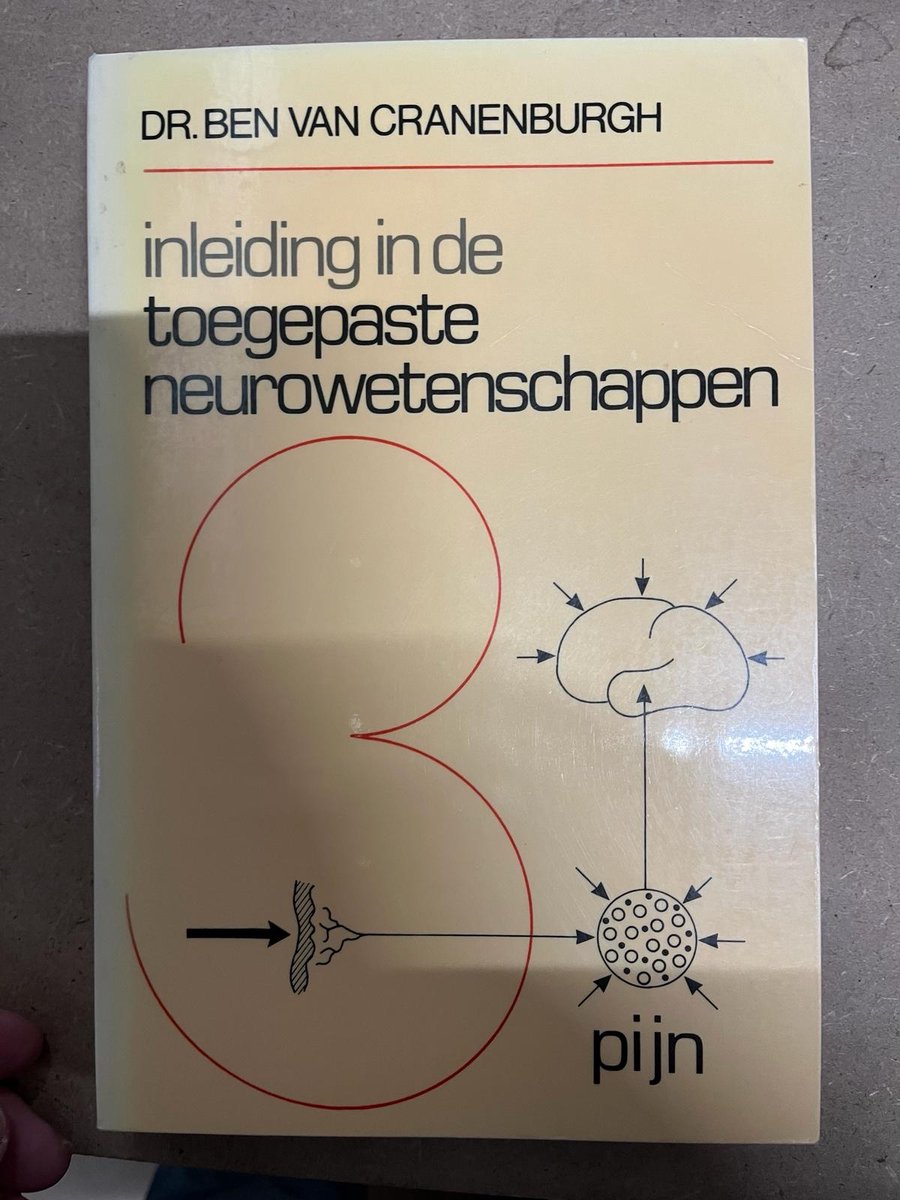 DR. BEN VAN CRANENBURGH
inleiding in de
toegepaste
neurowetenschappen
3
pijn